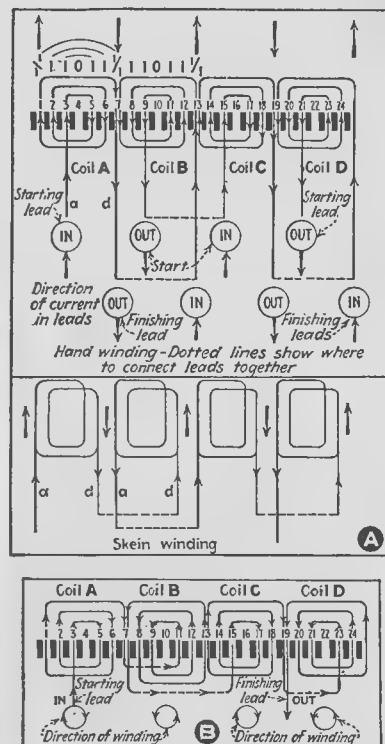 1 1 1 0 1 1 1 1 1 0 1 1 1
1 2 3 4 5 6 7 8 9 10 11 12 13 14 15 16 17 18 19 20 21 22 23 24
Coil A Coil B Coil C Coil D
Starting lead
Starting lead
a d
IN OUT Start IN OUT
Direction of current in leads
OUT IN OUT IN
Finishing lead
Finishing leads
Hand winding - Dotted lines show where
to connect leads together
a d a d
Skein winding
A
Coil A Coil B Coil C Coil D
1 2 3 4 5 6 7 8 9 10 11 12 13 14 15 16 17 18 19 20 21 22 23 24
Starting lead
Finishing lead
IN OUT
B
Direction of winding Direction of winding